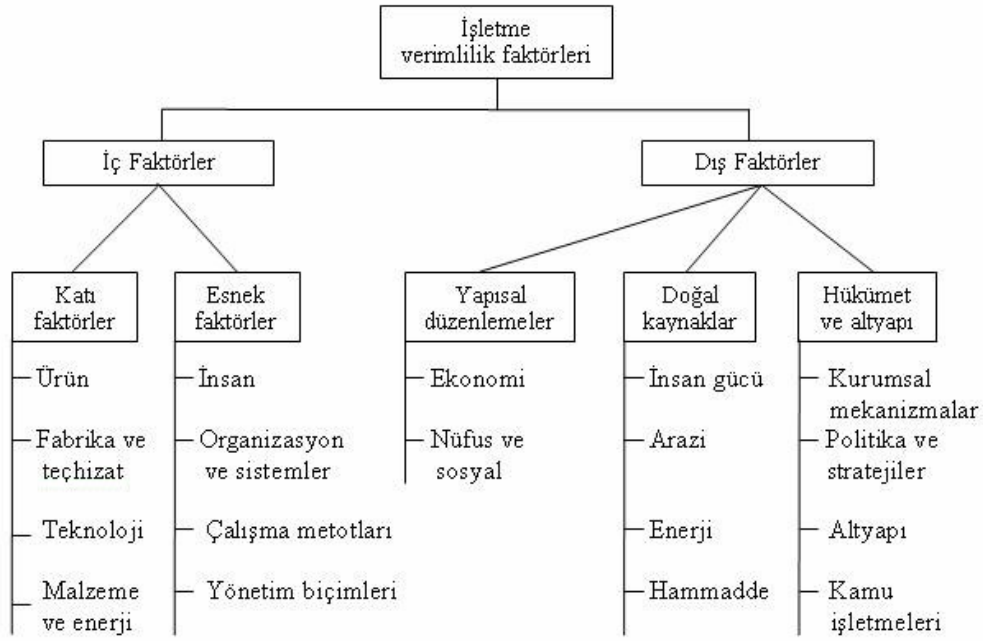 İşletme
verimlilik faktörleri
İç Faktörler
Dış Faktörler
Katı
faktörler
Ürün
Fabrika ve
teçhizat
Teknoloji
Malzeme
ve enerji
Esnek
faktörler
İnsan
Organizasyon
ve sistemler
Çalışma metotları
Yönetim biçimleri
Yapısal
düzenlemeler
Ekonomi
Nüfus ve
sosyal
Doğal
kaynaklar
İnsan gücü
Arazi
Enerji
Hammadde
Hükümet
ve altyapı
Kurumsal
mekanizmalar
Politika ve
stratejiler
Altyapı
Kamu
işletmeleri